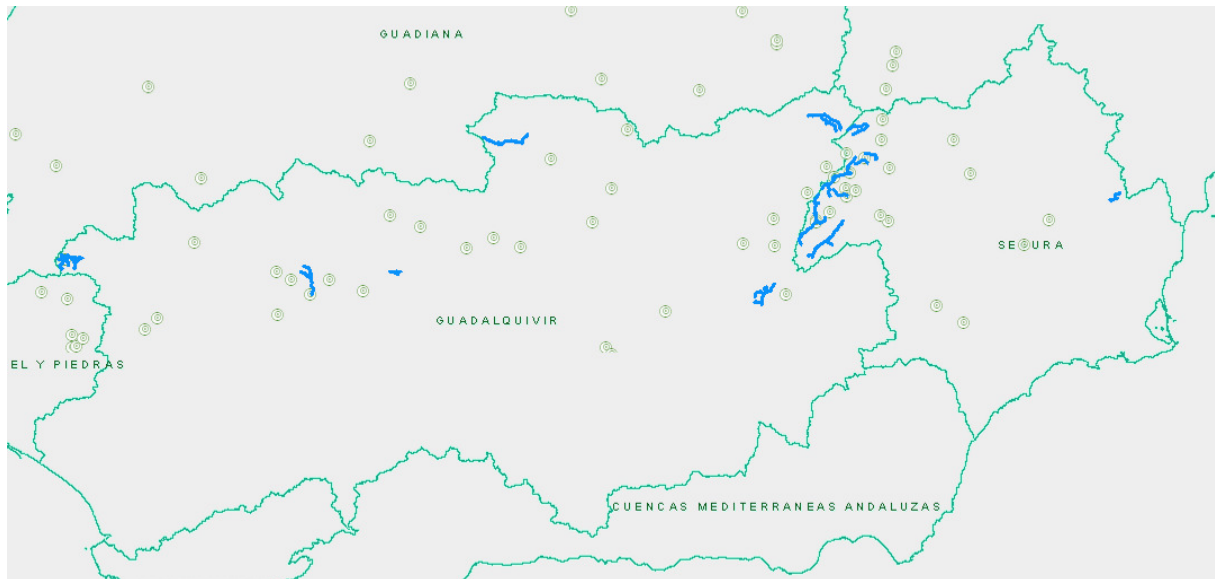 GUADIANA
SEGURA
GUADALQUIVIR
EL Y PIEDRAS
CUENCAS MEDITERRANEAS ANDALUZAS